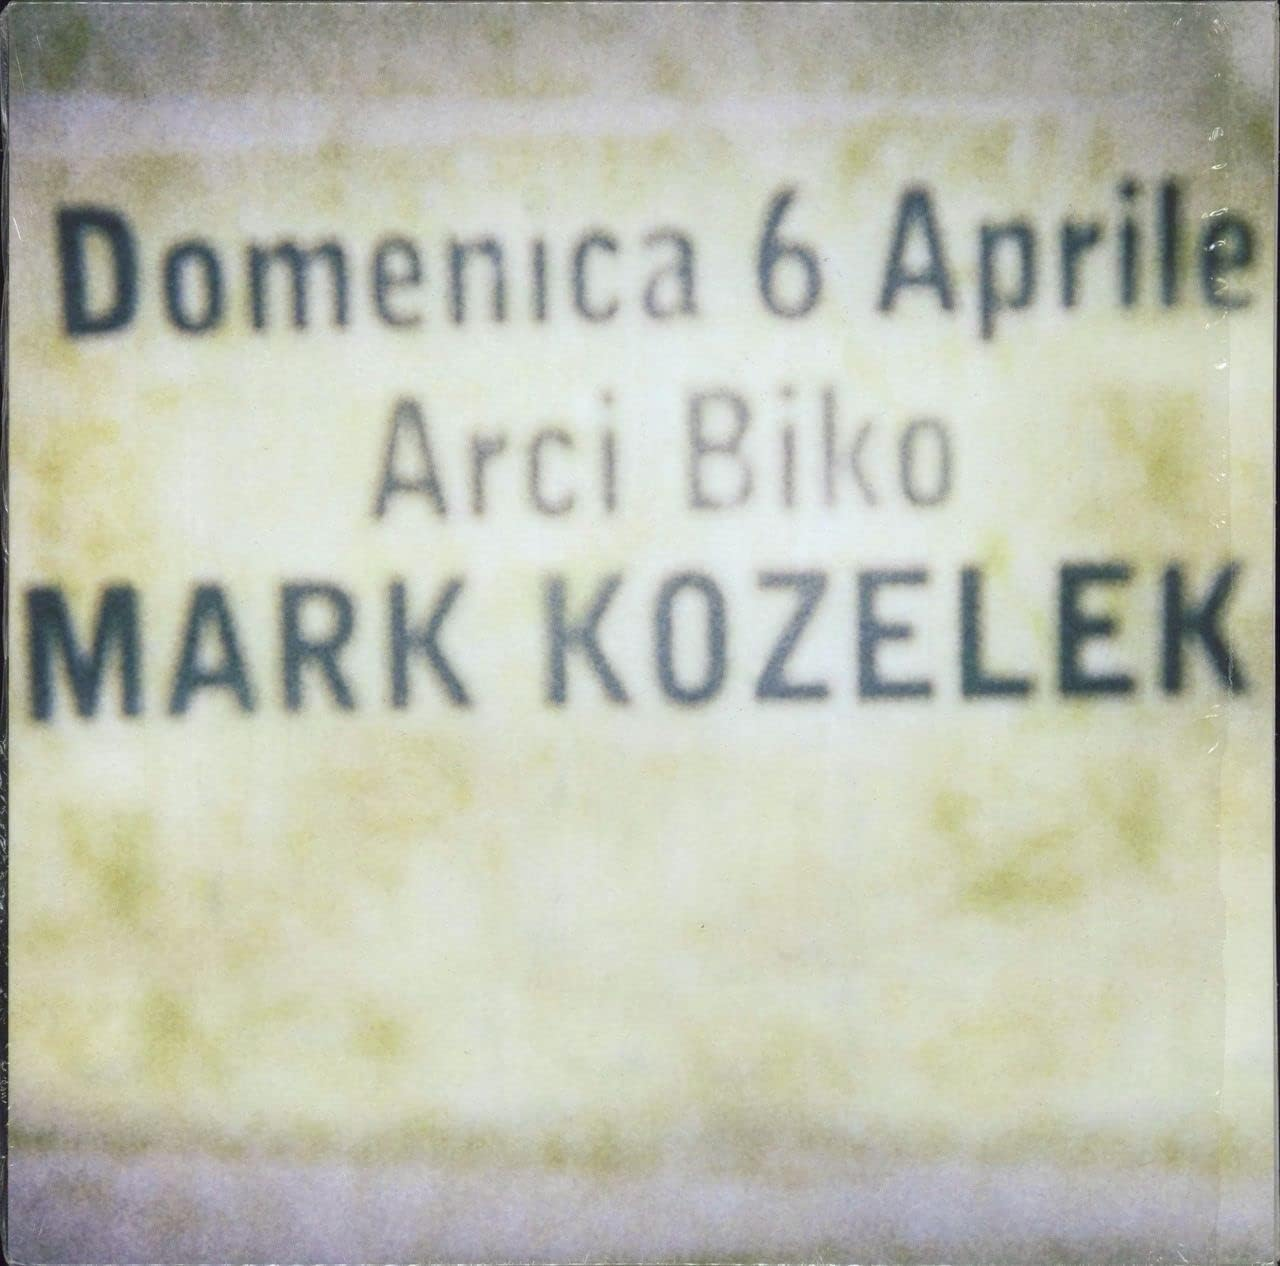 Domenica 6 Aprile
Arci Biko
MARK KOZELEK